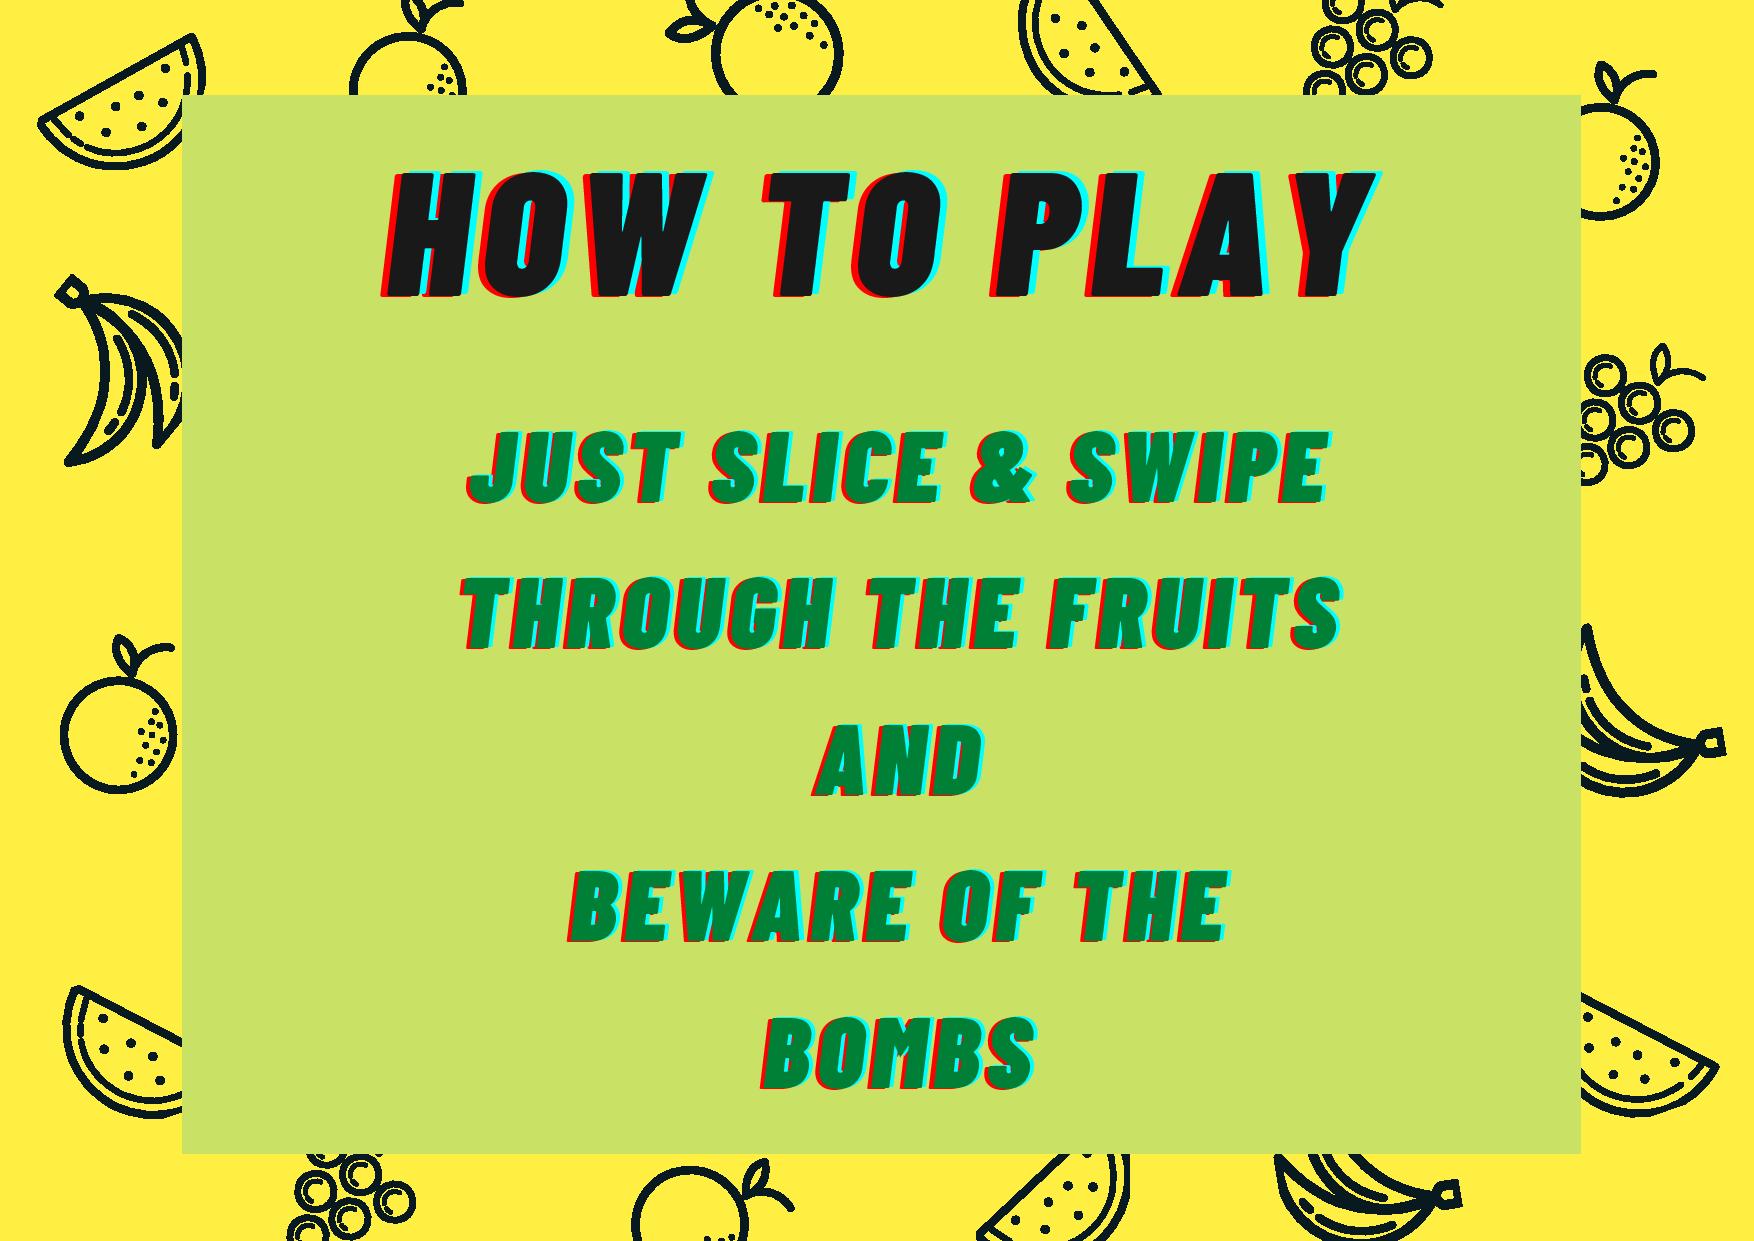 HOW TO PLAY
JUST SLICE & SWIPE
THROUGH THE FRUITS
AND
BEWARE OF THE
BOMBS